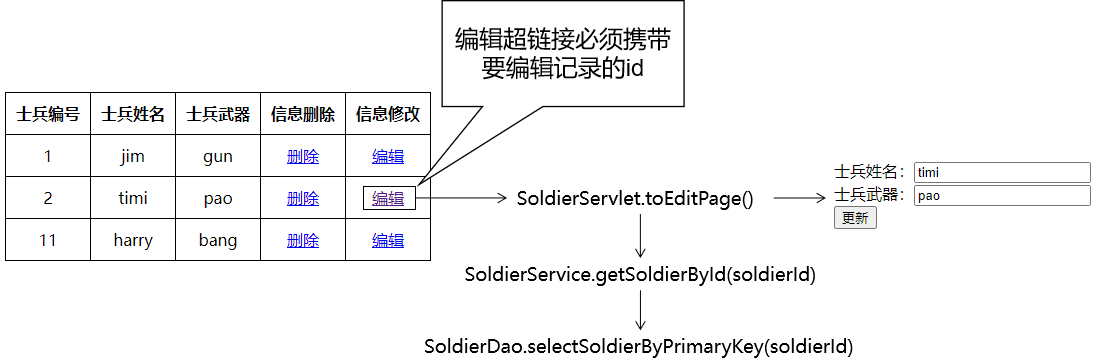 编辑超链接必须携带
要编辑记录的id
士兵编号 士兵姓名 士兵武器 信息删除 信息修改
1 jim gun 删除 编辑
2 timi pao 删除 编辑
11 harry bang 删除 编辑
SoldierServlet.toEditPage()
SoldierService.getSoldierById(soldierId)
SoldierDao.selectSoldierByPrimaryKey(soldierId)
士兵姓名： timi
士兵武器： pao
更新